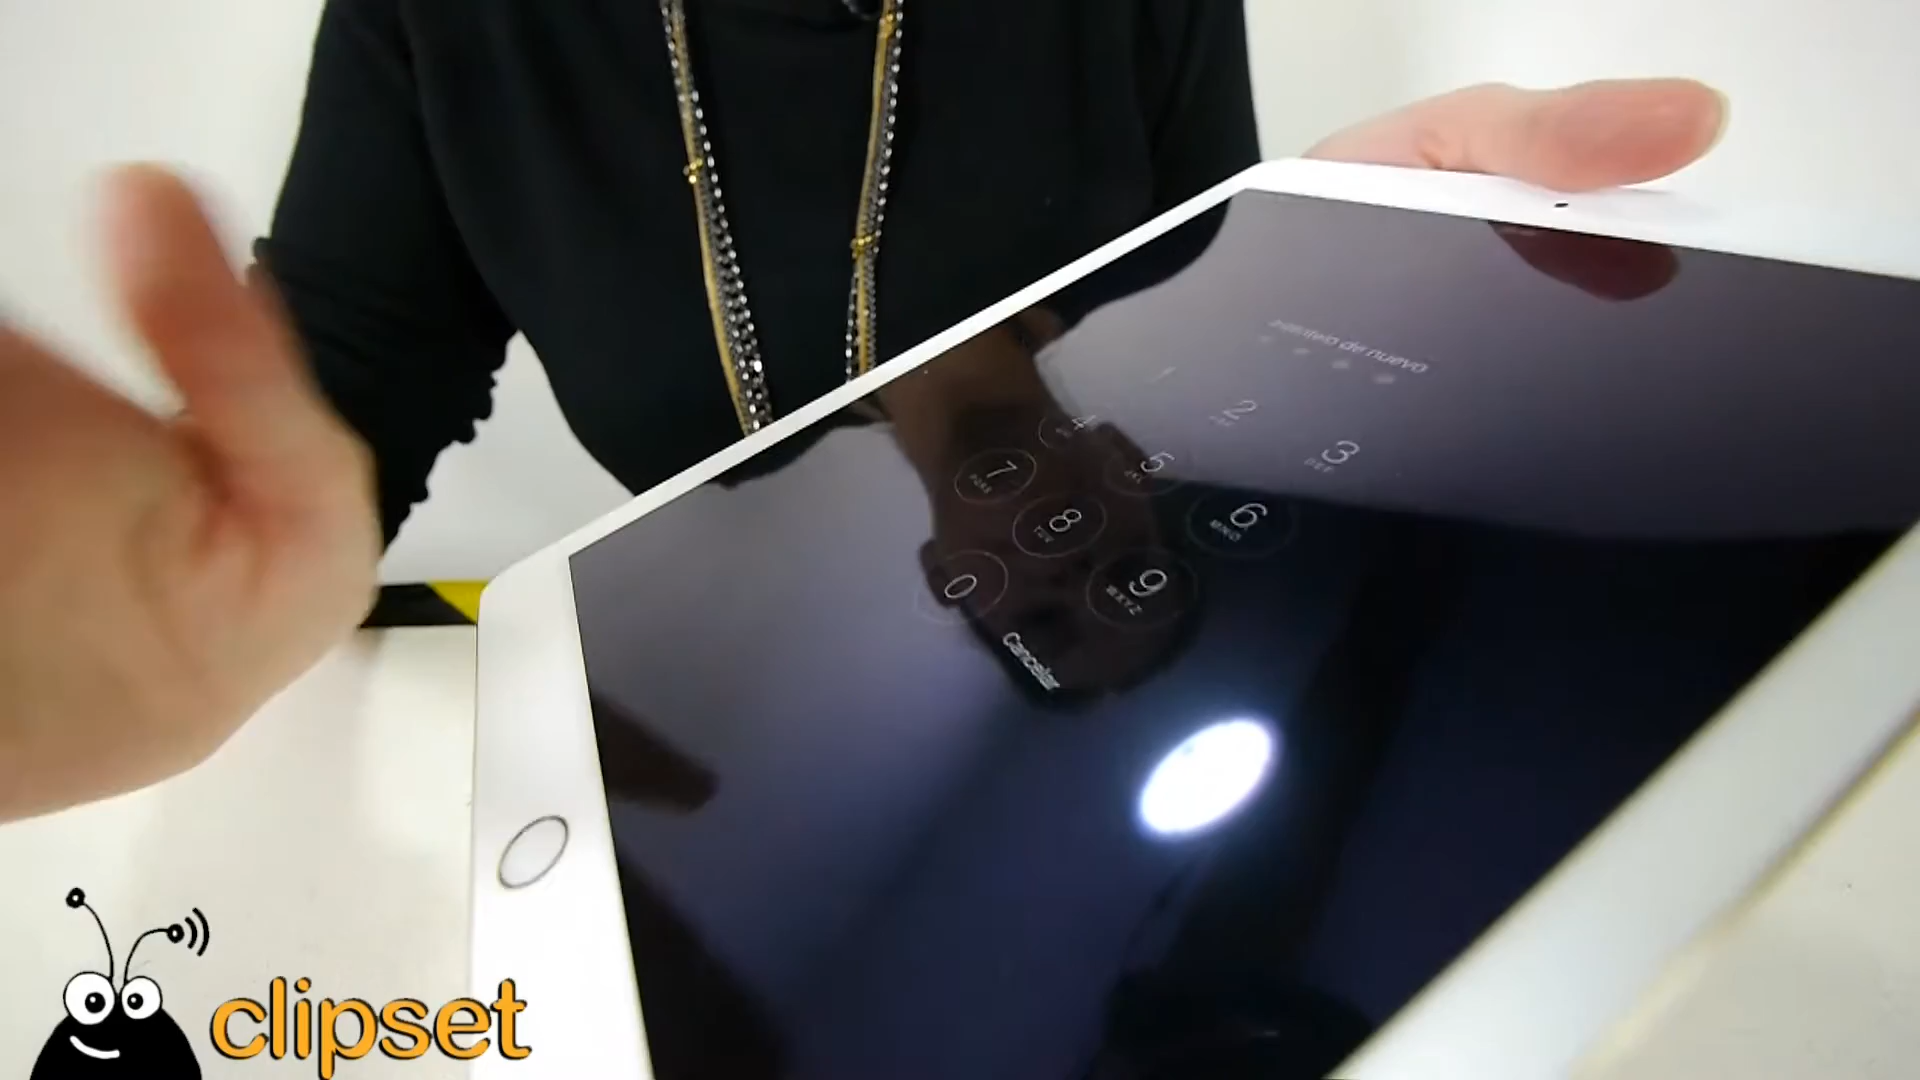 Inténtelo de nuevo
1
2
ABC
3
DEF
4
5
JKL
6
MNO
7
PQRS
8
TUV
9
WXYZ
0
Cancelar
clipset